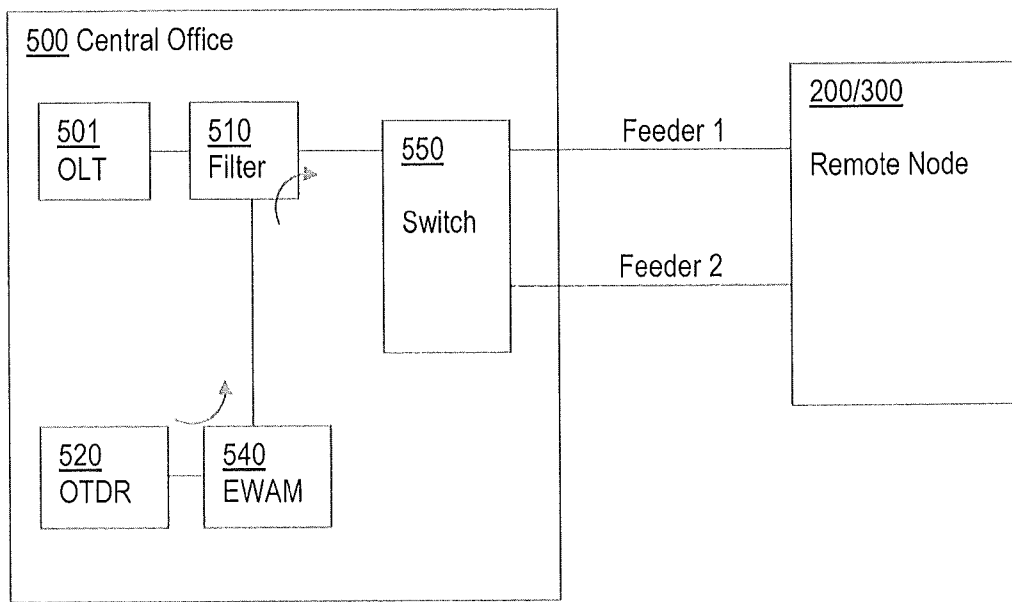 500 Central Office
501
OLT
510
Filter
550
Switch
Feeder 1
Feeder 2
200/300
Remote Node
520
OTDR
540
EWAM